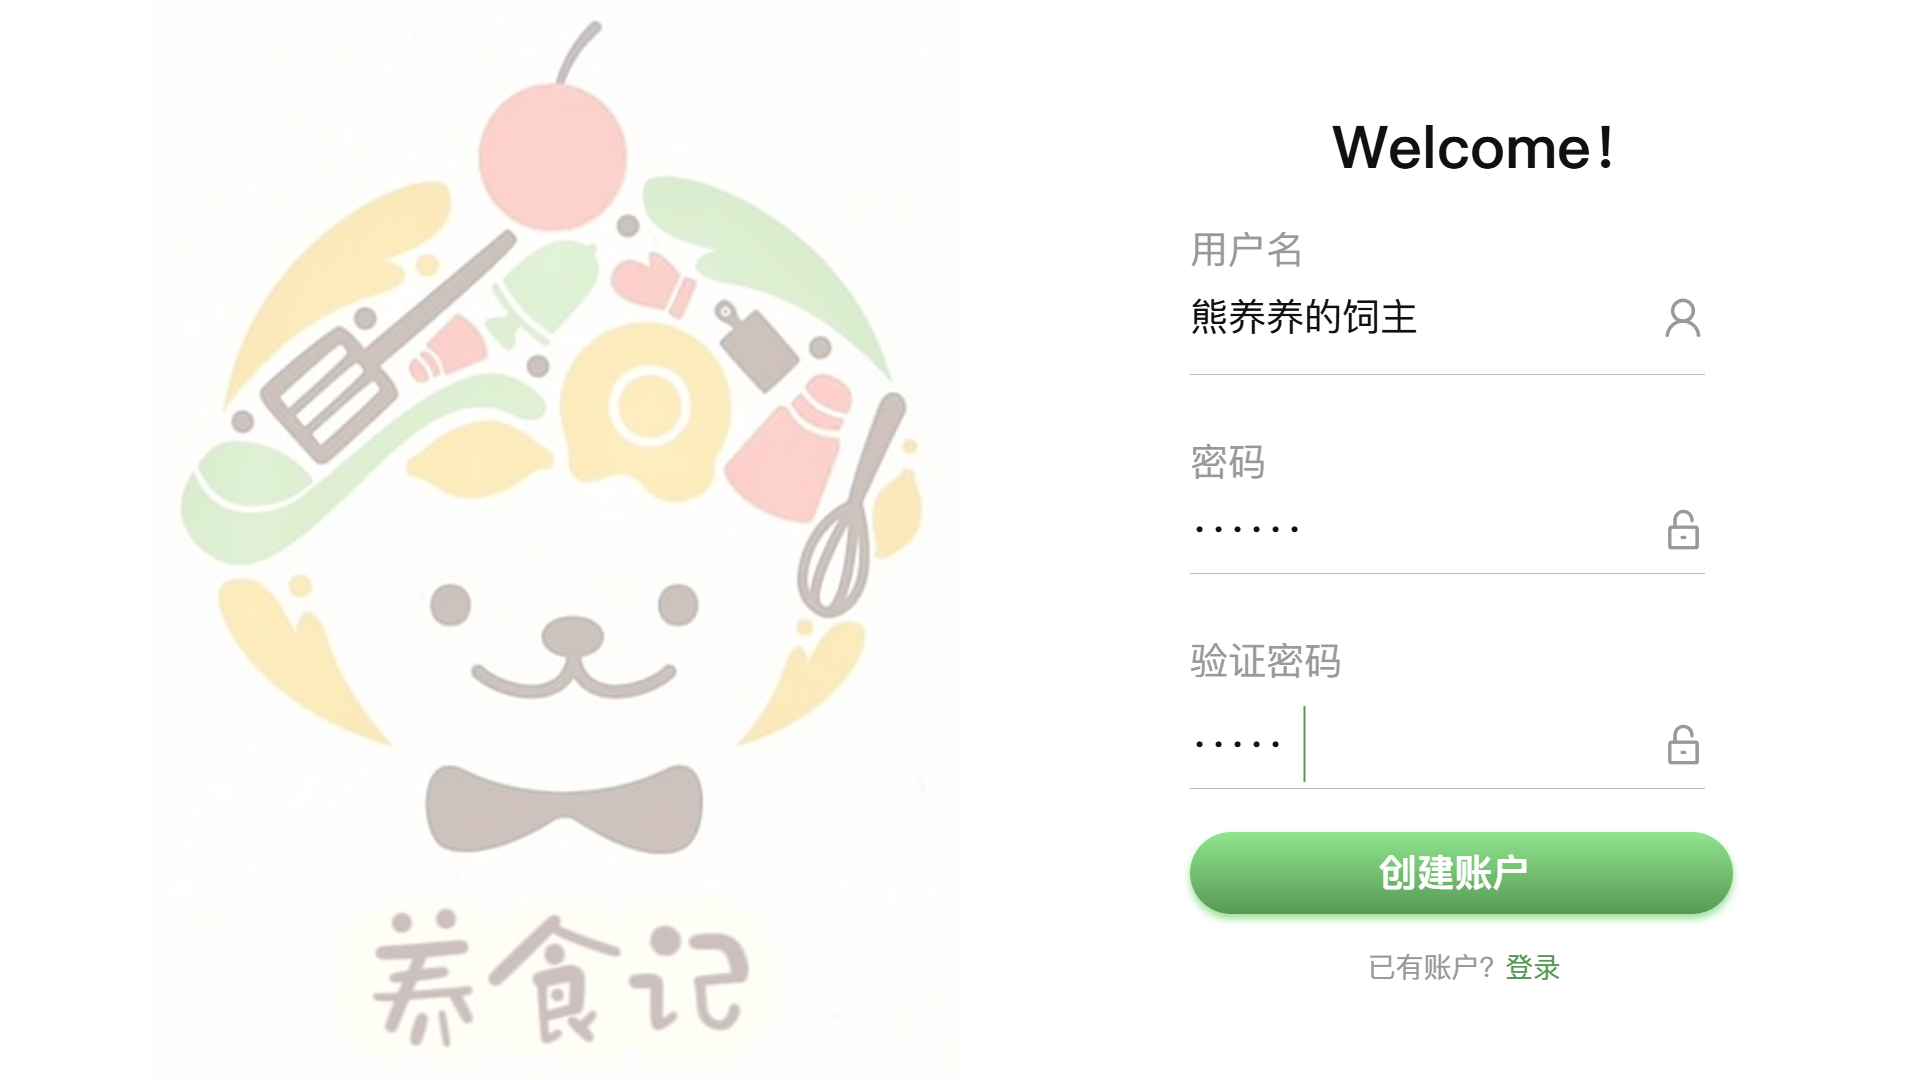 Welcome!
用户名
熊养养的饲主
密码
······
验证密码
·····
创建账户
已有账户? 登录
养食记